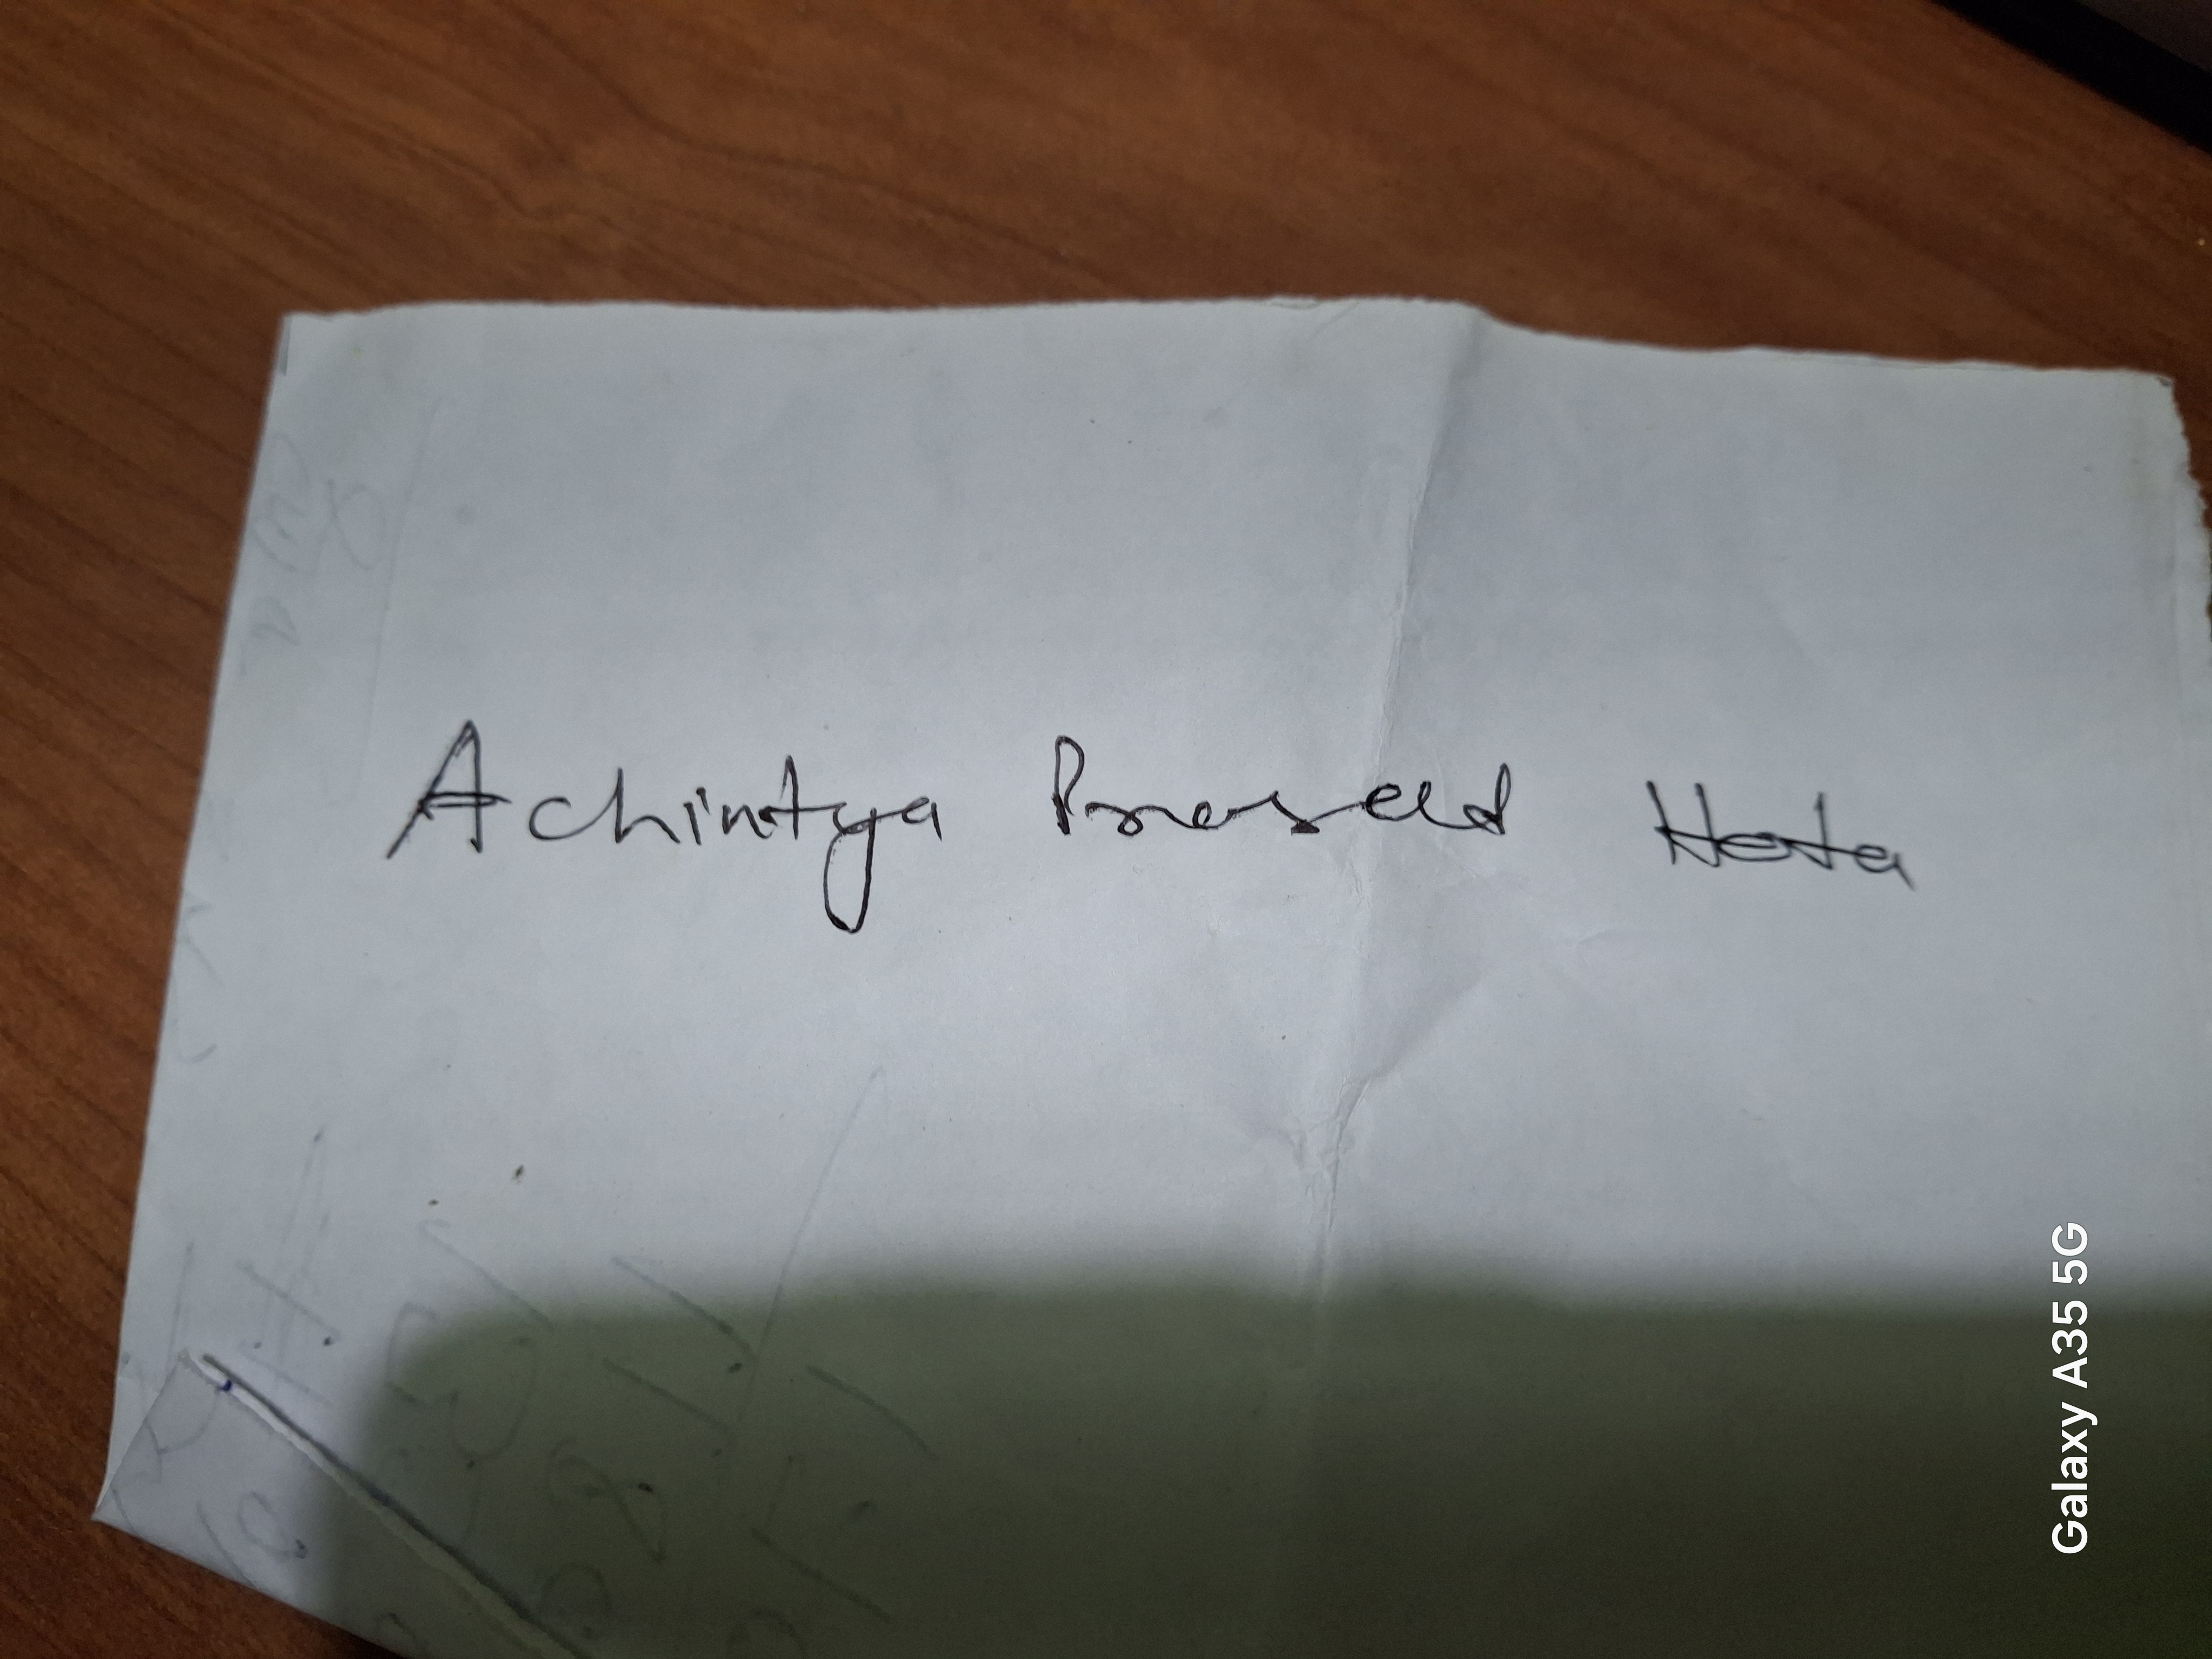 Achintya Prasad Hota
Galaxy A35 5G